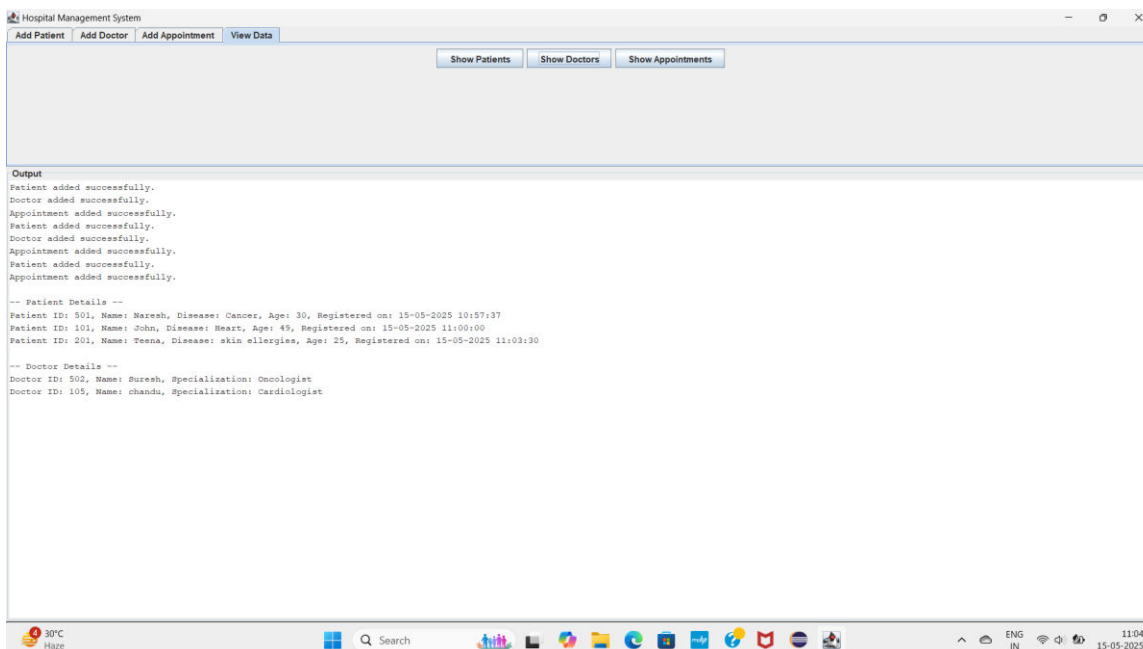 Hospital Management System
Add Patient Add Doctor Add Appointment View Data
Show Patients Show Doctors Show Appointments
Output
Patient added successfully.
Doctor added successfully.
Appointment added successfully.
Patient added successfully.
Doctor added successfully.
Appointment added successfully.
Patient added successfully.
Appointment added successfully.
-- Patient Details --
Patient ID: 501, Name: Naresh, Disease: Cancer, Age: 30, Registered on: 15-05-2025 10:57:37
Patient ID: 101, Name: John, Disease: Heart, Age: 45, Registered on: 15-05-2025 11:00:00
Patient ID: 201, Name: Teena, Disease: skin ellergies, Age: 25, Registered on: 15-05-2025 11:03:30
-- Doctor Details --
Doctor ID: 502, Name: Suresh, Specialization: Oncologist
Doctor ID: 105, Name: chandu, Specialization: Cardiologist
4
30°C
Haze
Search
ENG
IN
11:04
15-05-2025